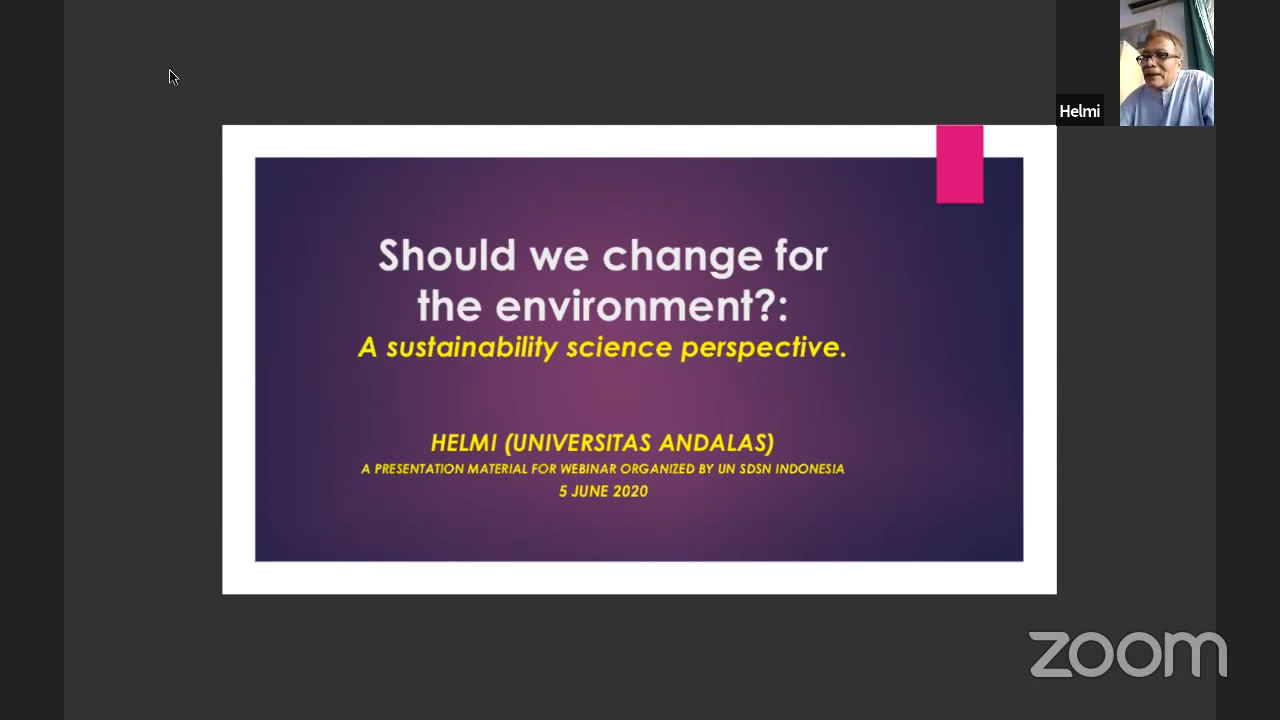 Helmi
Should we change for
the environment?:
A sustainability science perspective.
HELMI (UNIVERSITAS ANDALAS)
A PRESENTATION MATERIAL FOR WEBINAR ORGANIZED BY UN SDSN INDONESIA
5 JUNE 2020
zoom